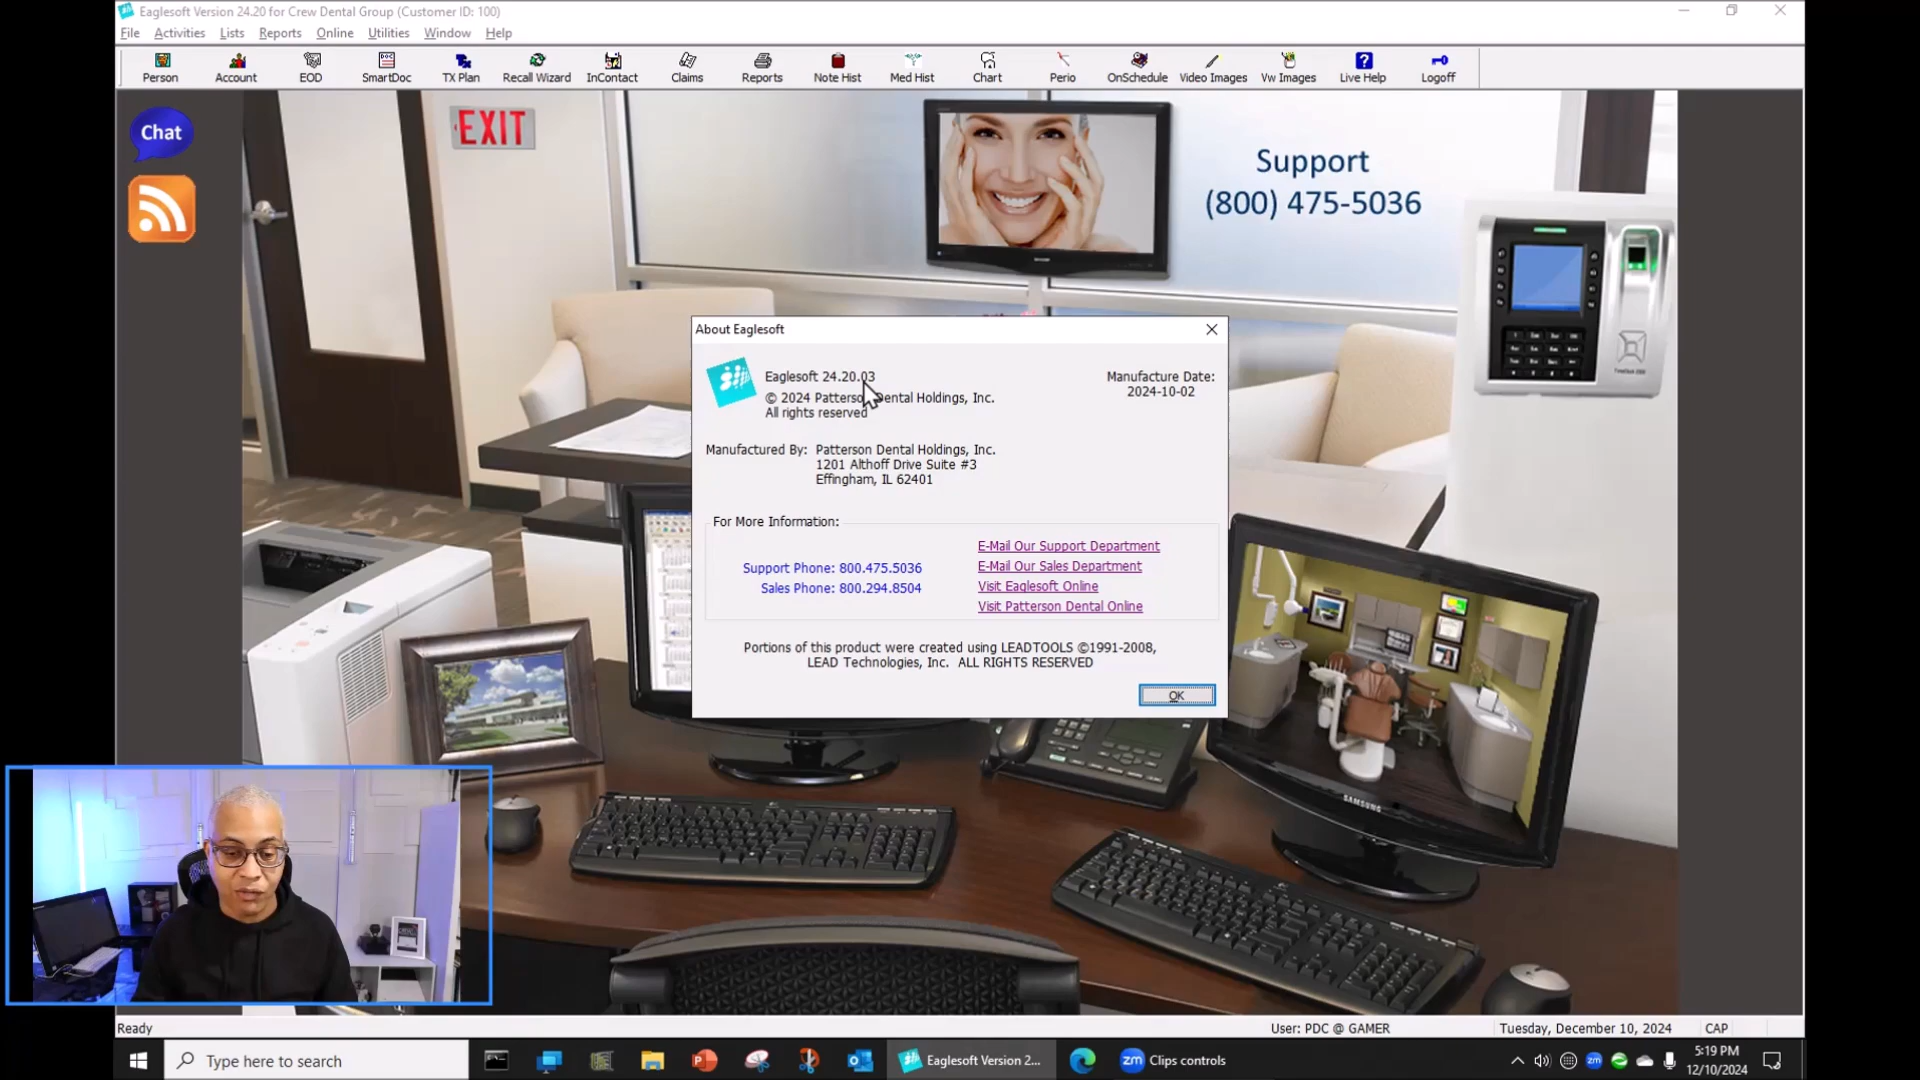 Eaglesoft Version 24.20 for Crew Dental Group (Customer ID: 100)
File Activities Lists Reports Online Utilities Window Help
Person Account EOD SmartDoc TX Plan Recall Wizard InContact Claims Reports Note Hist Med Hist Chart Perio OnSchedule Video Images Vw Images Live Help Logoff
Chat
EXIT
Support
(800) 475-5036
About Eaglesoft
Eaglesoft 24.20.03
© 2024 Patterson Dental Holdings, Inc.
All rights reserved
Manufacture Date:
2024-10-02
Manufactured By: Patterson Dental Holdings, Inc.
1201 Althoff Drive Suite #3
Effingham, IL 62401
For More Information:
Support Phone: 800.475.5036
Sales Phone: 800.294.8504
E-Mail Our Support Department
E-Mail Our Sales Department
Visit Eaglesoft Online
Visit Patterson Dental Online
Portions of this product were created using LEADTOOLS ©1991-2008,
LEAD Technologies, Inc. ALL RIGHTS RESERVED
OK
SAMSUNG
Ready
User: PDC @ GAMER
Tuesday, December 10, 2024
CAP
Type here to search
Eaglesoft Version 2...
zm Clips controls
zm
5:19 PM
12/10/2024